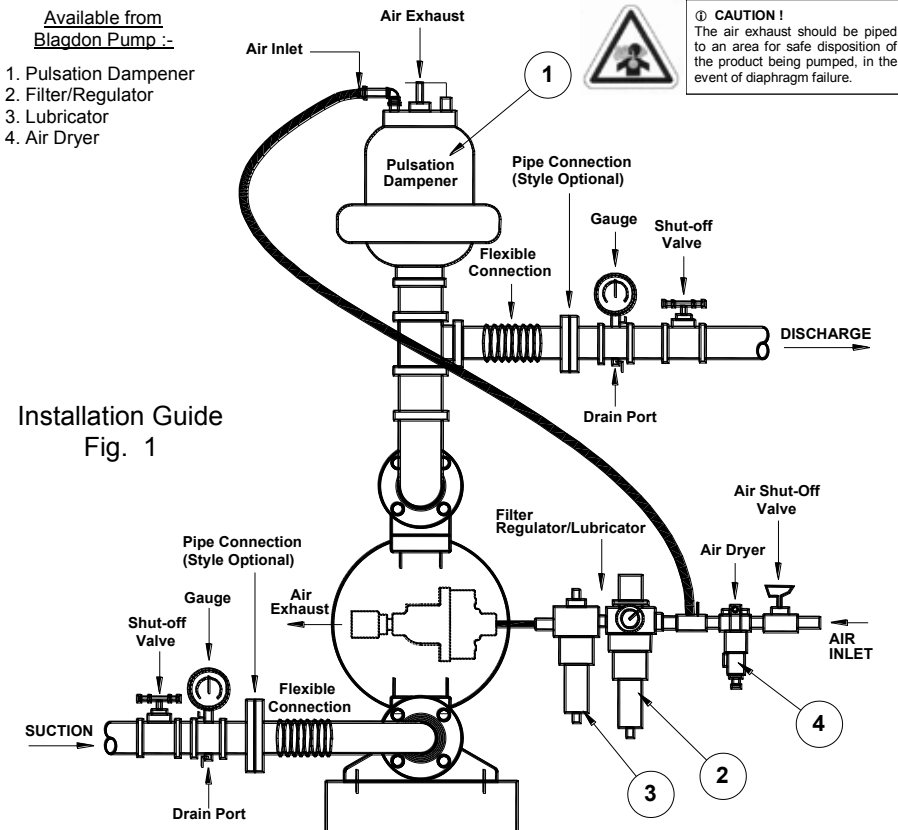 Available from
Blagdon Pump :-
1. Pulsation Dampener
2. Filter/Regulator
3. Lubricator
4. Air Dryer
Air Exhaust
Air Inlet
1
① CAUTION !
The air exhaust should be piped
to an area for safe disposition of
the product being pumped, in the
event of diaphragm failure.
Pulsation
Dampener
Pipe Connection
(Style Optional)
Gauge
Shut-off
Valve
Flexible
Connection
DISCHARGE
Drain Port
Installation Guide
Fig. 1
Air Shut-Off
Valve
Filter
Regulator/Lubricator
Air Dryer
Pipe Connection
(Style Optional)
Air
Exhaust
Gauge
Shut-off
Valve
AIR
INLET
Flexible
Connection
SUCTION
4
2
3
Drain Port